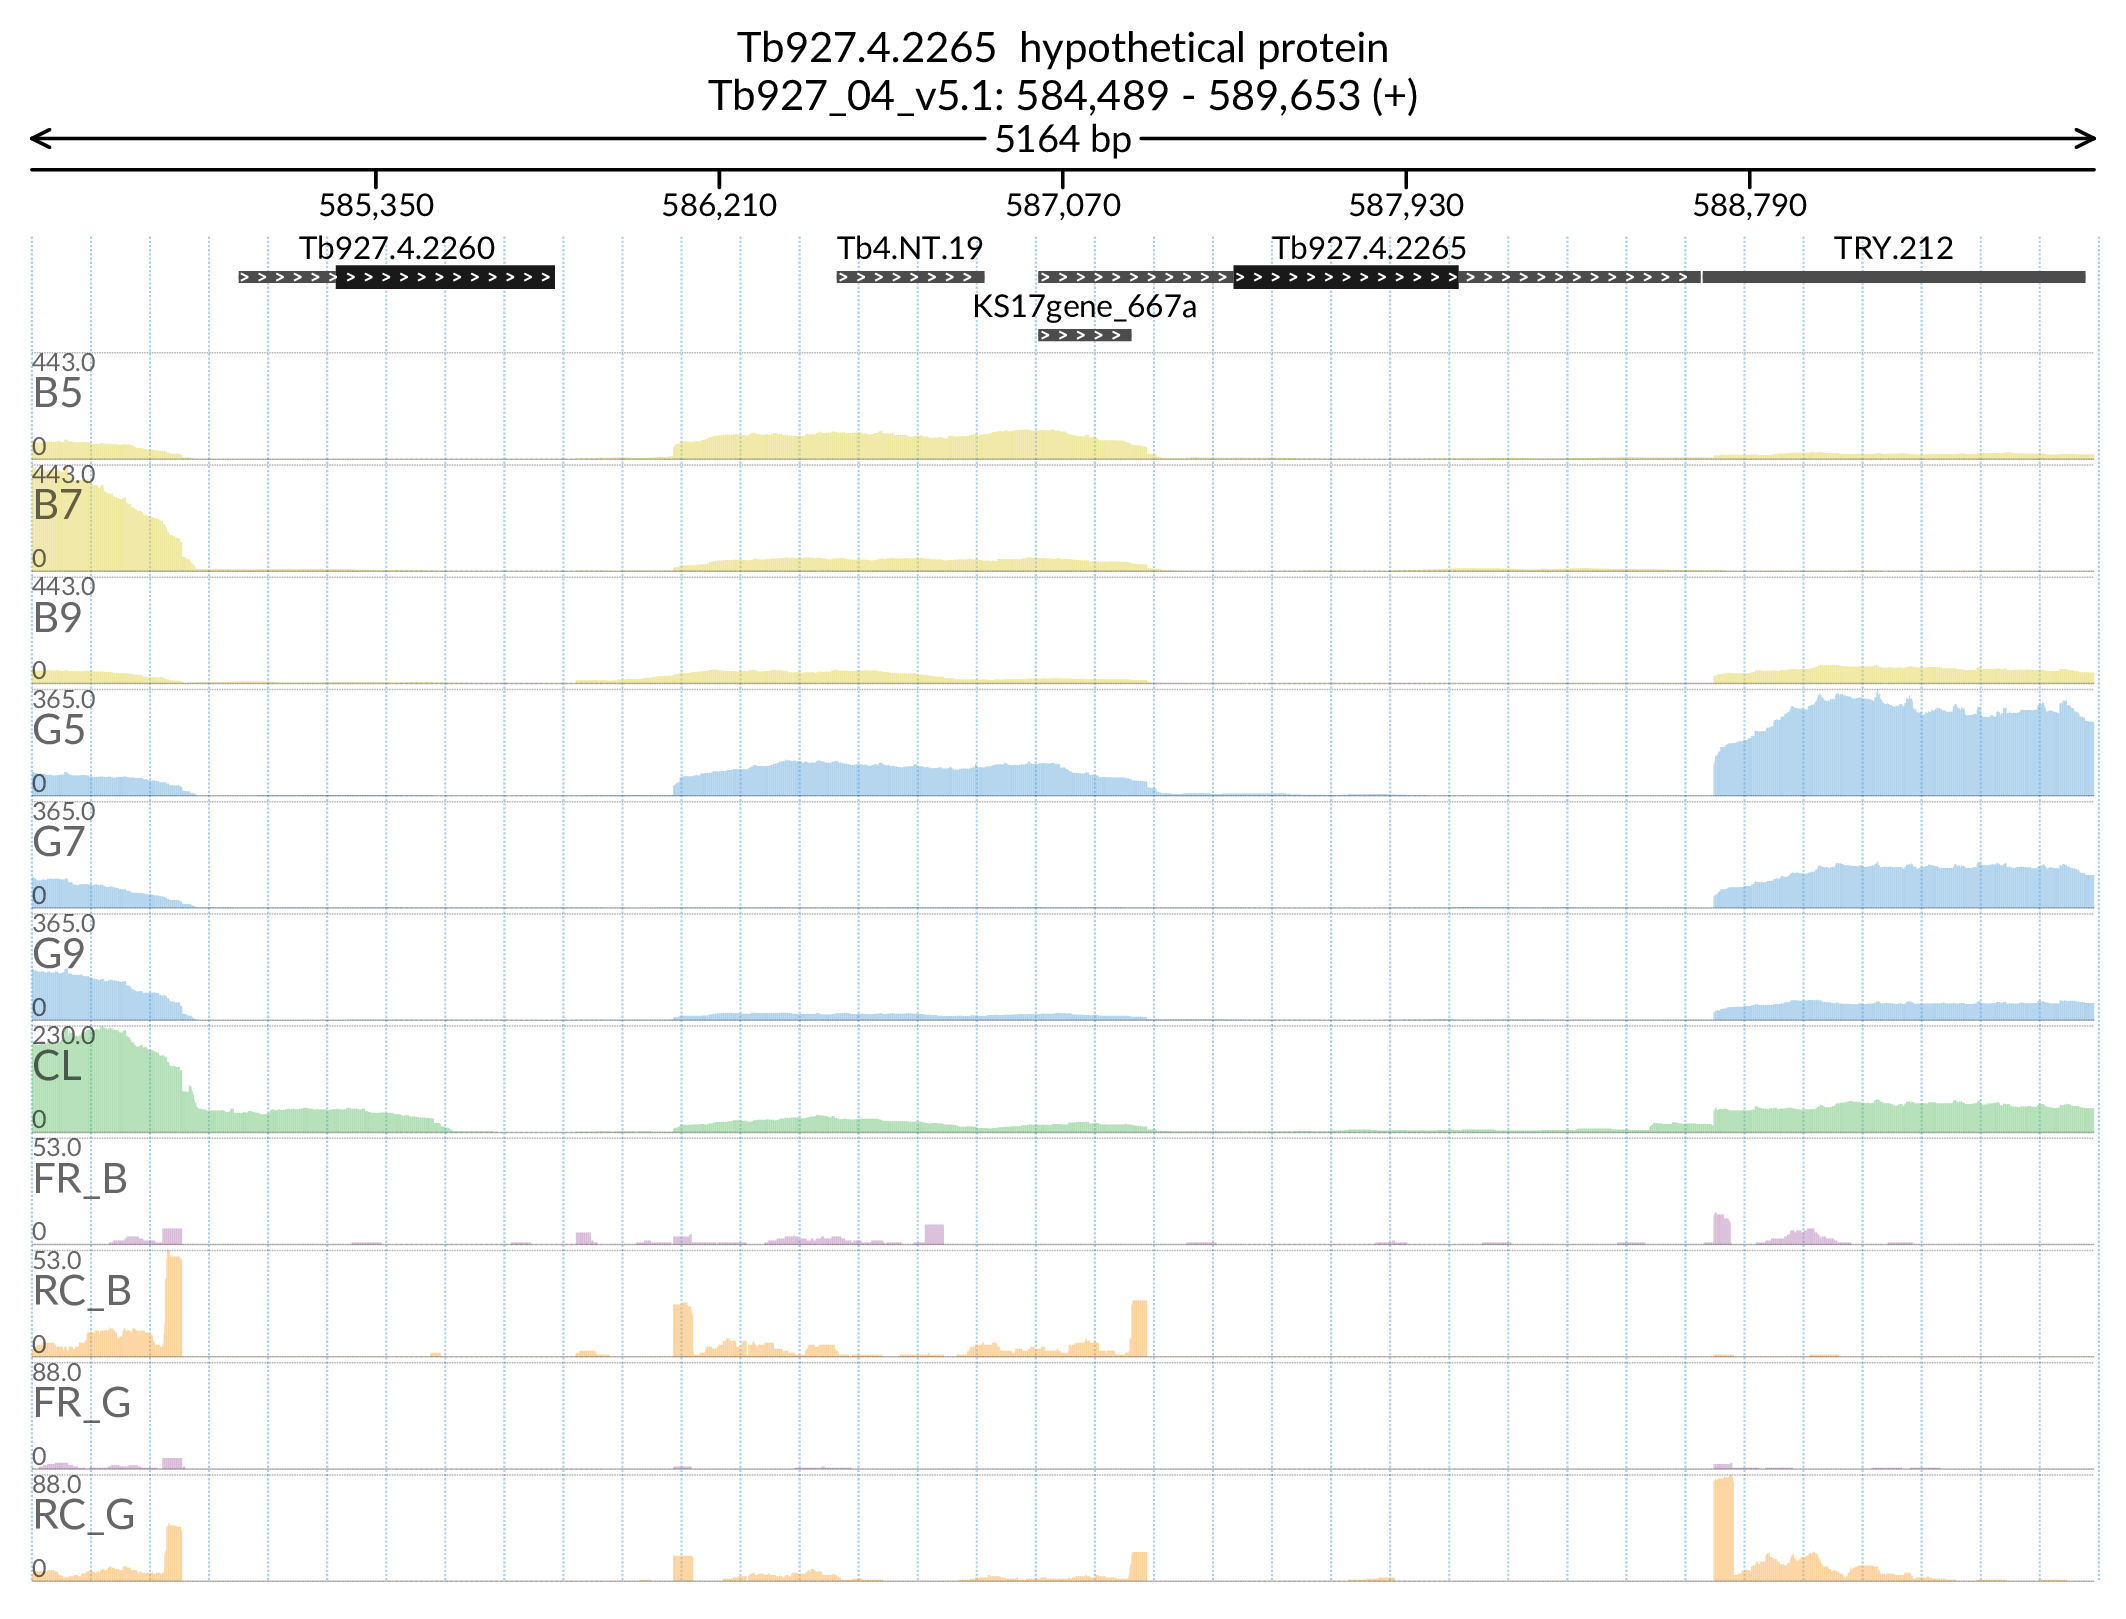 Tb927.4.2265  hypothetical protein
Tb927_04_v5.1: 584,489 - 589,653 (+)
5164 bp
585,350 586,210 587,070 587,930 588,790
Tb927.4.2260 Tb4.NT.19 Tb927.4.2265 TRY.212
KS17gene_667a
443.0
B5
0
443.0
B7
0
443.0
B9
0
365.0
G5
0
365.0
G7
0
365.0
G9
0
230.0
CL
0
53.0
FR_B
0
53.0
RC_B
0
88.0
FR_G
0
88.0
RC_G
0